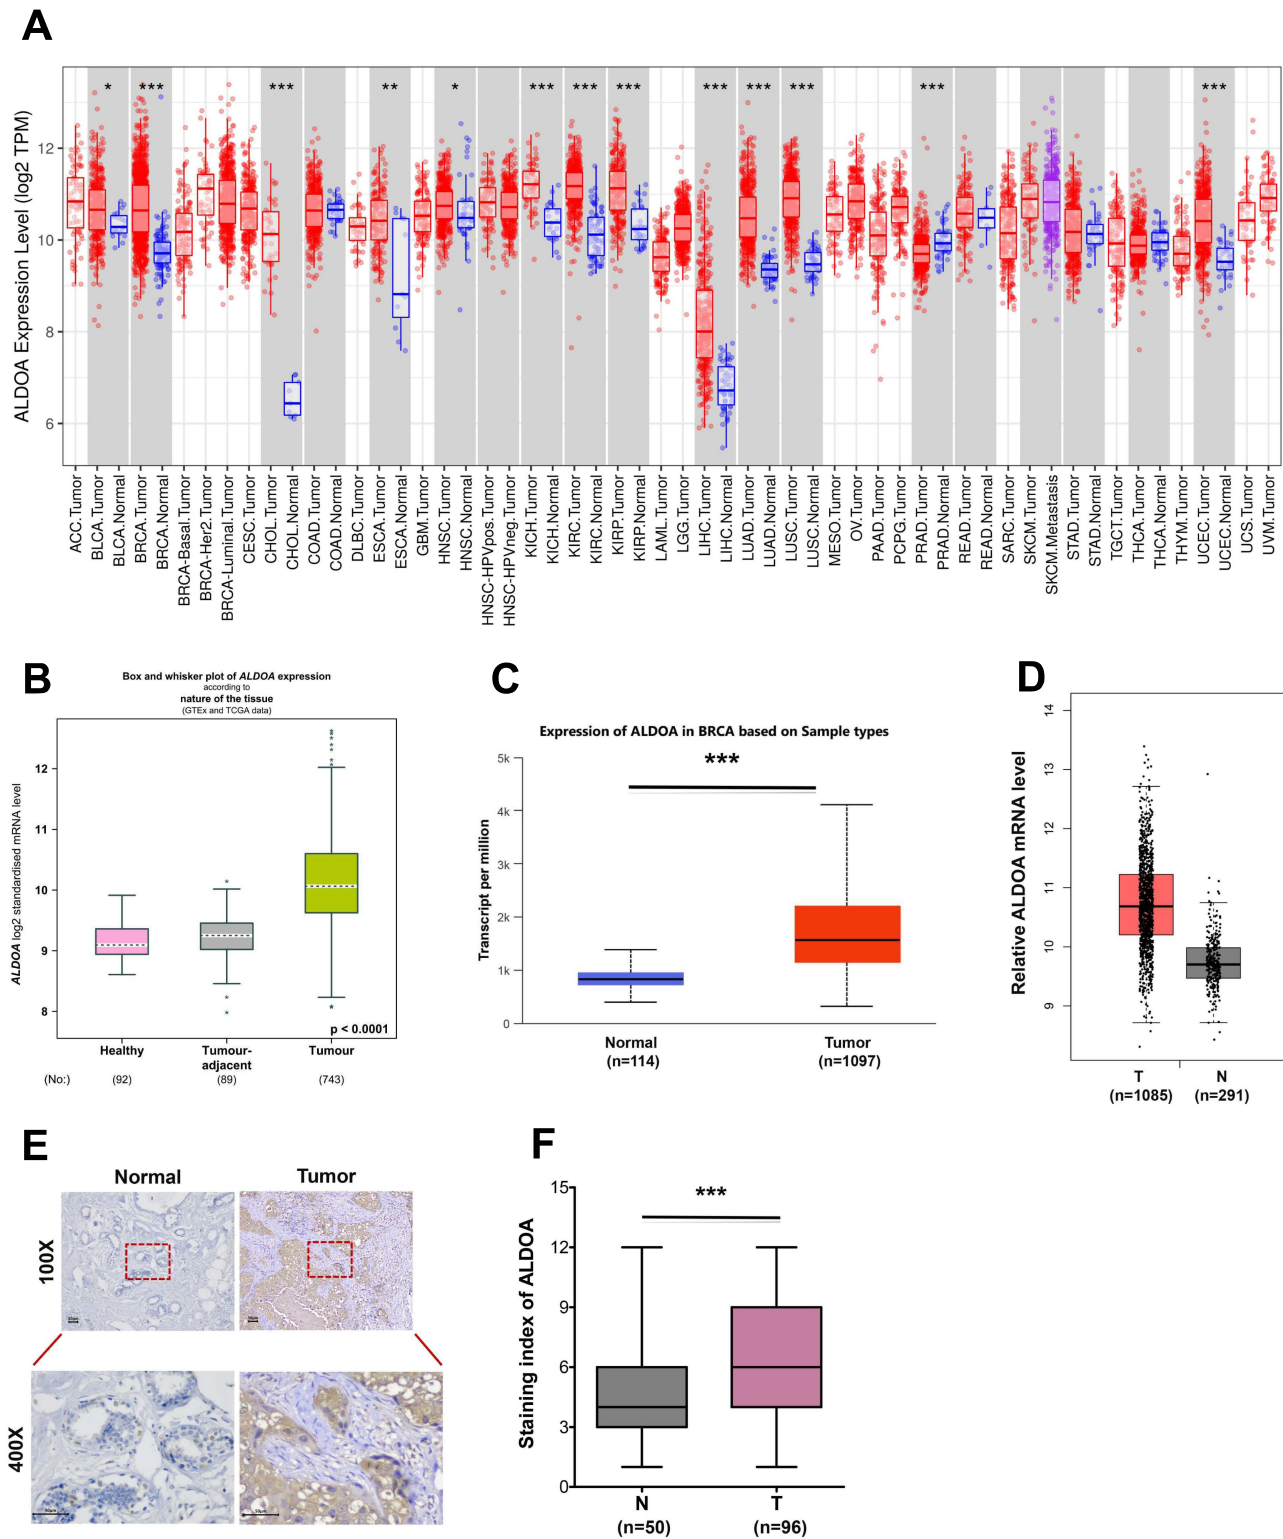 A
ALDOA Expression Level (log2 TPM)
12
10
8
6
* *** *** ** * *** *** *** *** *** *** *** ***
ACC.Tumor
BLCA.Tumor
BLCA.Normal
BRCA.Tumor
BRCA.Normal
BRCA-Basal.Tumor
BRCA-Her2.Tumor
BRCA-Luminal.Tumor
CESC.Tumor
CHOL.Tumor
CHOL.Normal
COAD.Tumor
COAD.Normal
DLBC.Tumor
ESCA.Tumor
ESCA.Normal
GBM.Tumor
HNSC.Tumor
HNSC.Normal
HNSC-HPVpos.Tumor
HNSC-HPVneg.Tumor
KICH.Tumor
KICH.Normal
KIRC.Tumor
KIRC.Normal
KIRP.Tumor
KIRP.Normal
LAML.Tumor
LGG.Tumor
LIHC.Tumor
LIHC.Normal
LUAD.Tumor
LUAD.Normal
LUSC.Tumor
LUSC.Normal
MESO.Tumor
OV.Tumor
PAAD.Tumor
PCPG.Tumor
PRAD.Tumor
PRAD.Normal
READ.Tumor
READ.Normal
SARC.Tumor
SKCM.Tumor
SKCM.Metastasis
STAD.Tumor
STAD.Normal
TGCT.Tumor
THCA.Tumor
THCA.Normal
THYM.Tumor
UCEC.Tumor
UCEC.Normal
UCS.Tumor
UVM.Tumor
B
Box and whisker plot of ALDOA expression
according to
nature of the tissue
(GTEx and TCGA data)
ALDOA log2 standardised mRNA level
12
11
10
9
8
p < 0.0001
Healthy
Tumour-
adjacent
Tumour
(No:) (92) (89) (743)
C
Expression of ALDOA in BRCA based on Sample types
***
Transcript per million
5k
4k
3k
2k
1k
0
Normal
(n=114)
Tumor
(n=1097)
D
Relative ALDOA mRNA level
14
13
12
11
10
9
T
(n=1085)
N
(n=291)
E
Normal Tumor
100X
400X
50μm
F
***
Staining index of ALDOA
15
12
9
6
3
0
N
(n=50)
T
(n=96)